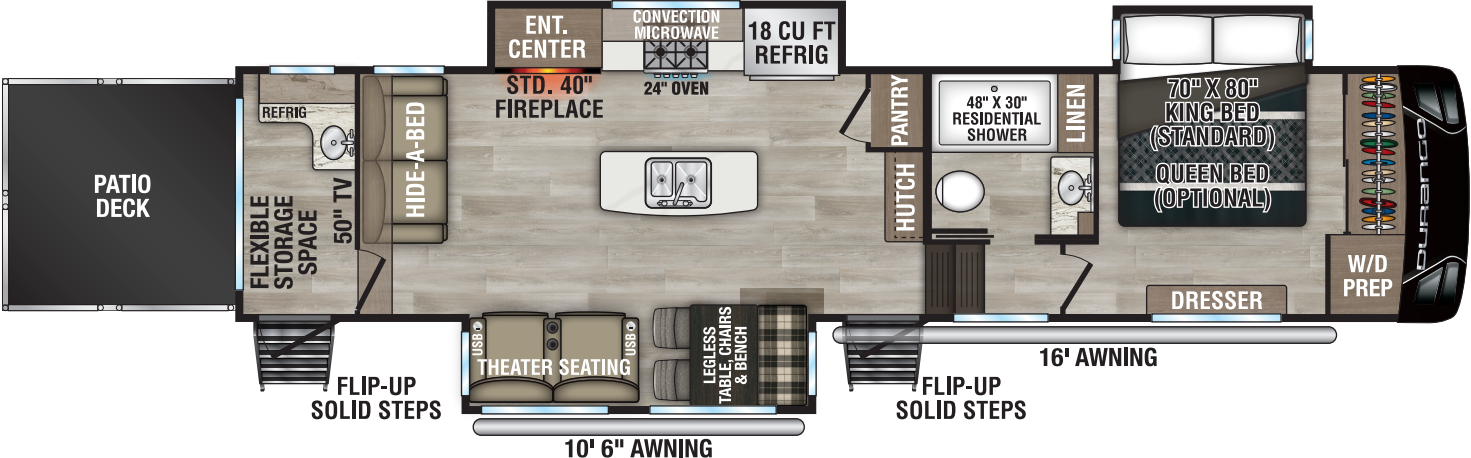 PATIO
DECK
REFRIG
FLEXIBLE
STORAGE
SPACE
50" TV
HIDE-A-BED
ENT.
CENTER
STD. 40"
FIREPLACE
CONVECTION
MICROWAVE
24" OVEN
18 CU FT
REFRIG
PANTRY
HUTCH
48" X 30"
RESIDENTIAL
SHOWER
LINEN
70" X 80"
KING BED
(STANDARD)
QUEEN BED
(OPTIONAL)
DURANGO
W/D
PREP
DRESSER
USB
THEATER SEATING
USB
LEGLESS
TABLE, CHAIRS
& BENCH
16' AWNING
FLIP-UP
SOLID STEPS
FLIP-UP
SOLID STEPS
10' 6" AWNING